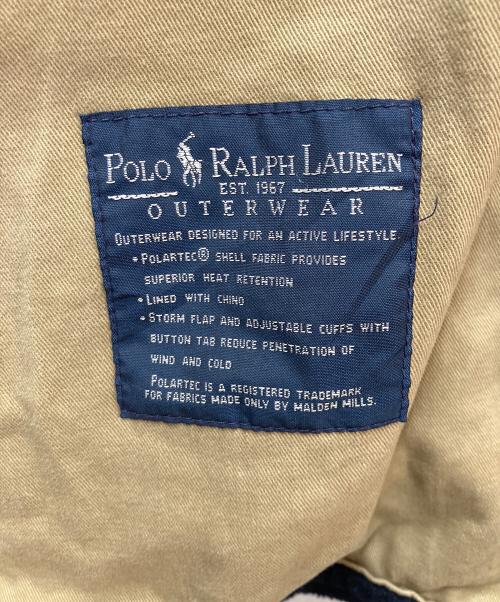 POLO RALPH LAUREN
EST. 1967
OUTERWEAR
OUTERWEAR DESIGNED FOR AN ACTIVE LIFESTYLE.
• POLARTEC® SHELL FABRIC PROVIDES
SUPERIOR HEAT RETENTION
• LINED WITH CHINO
• STORM FLAP AND ADJUSTABLE CUFFS WITH
BUTTON TAB REDUCE PENETRATION OF
WIND AND COLD
POLARTEC IS A REGISTERED TRADEMARK
FOR FABRICS MADE ONLY BY MALDEN MILLS.